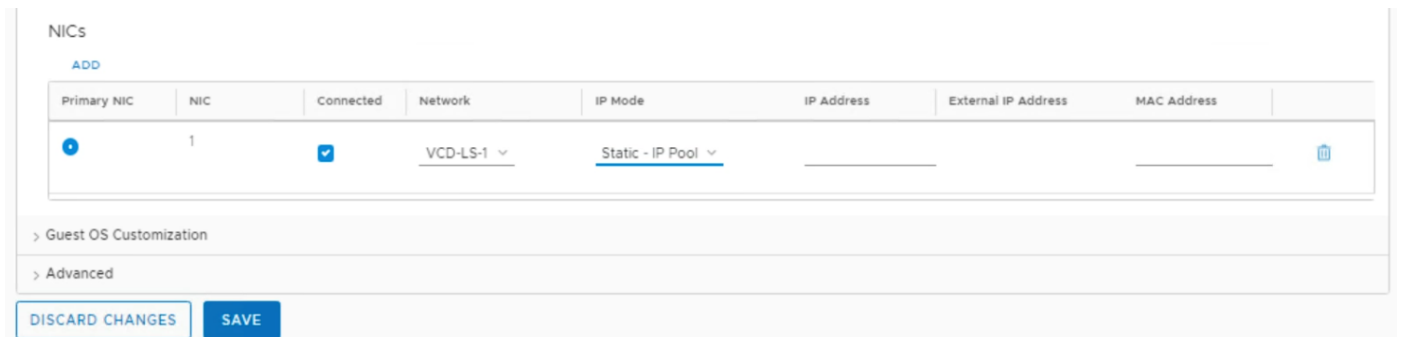 NICs
ADD
Primary NIC NIC Connected Network IP Mode IP Address External IP Address MAC Address
1 VCD-LS-1 Static - IP Pool
Guest OS Customization
Advanced
DISCARD CHANGES SAVE